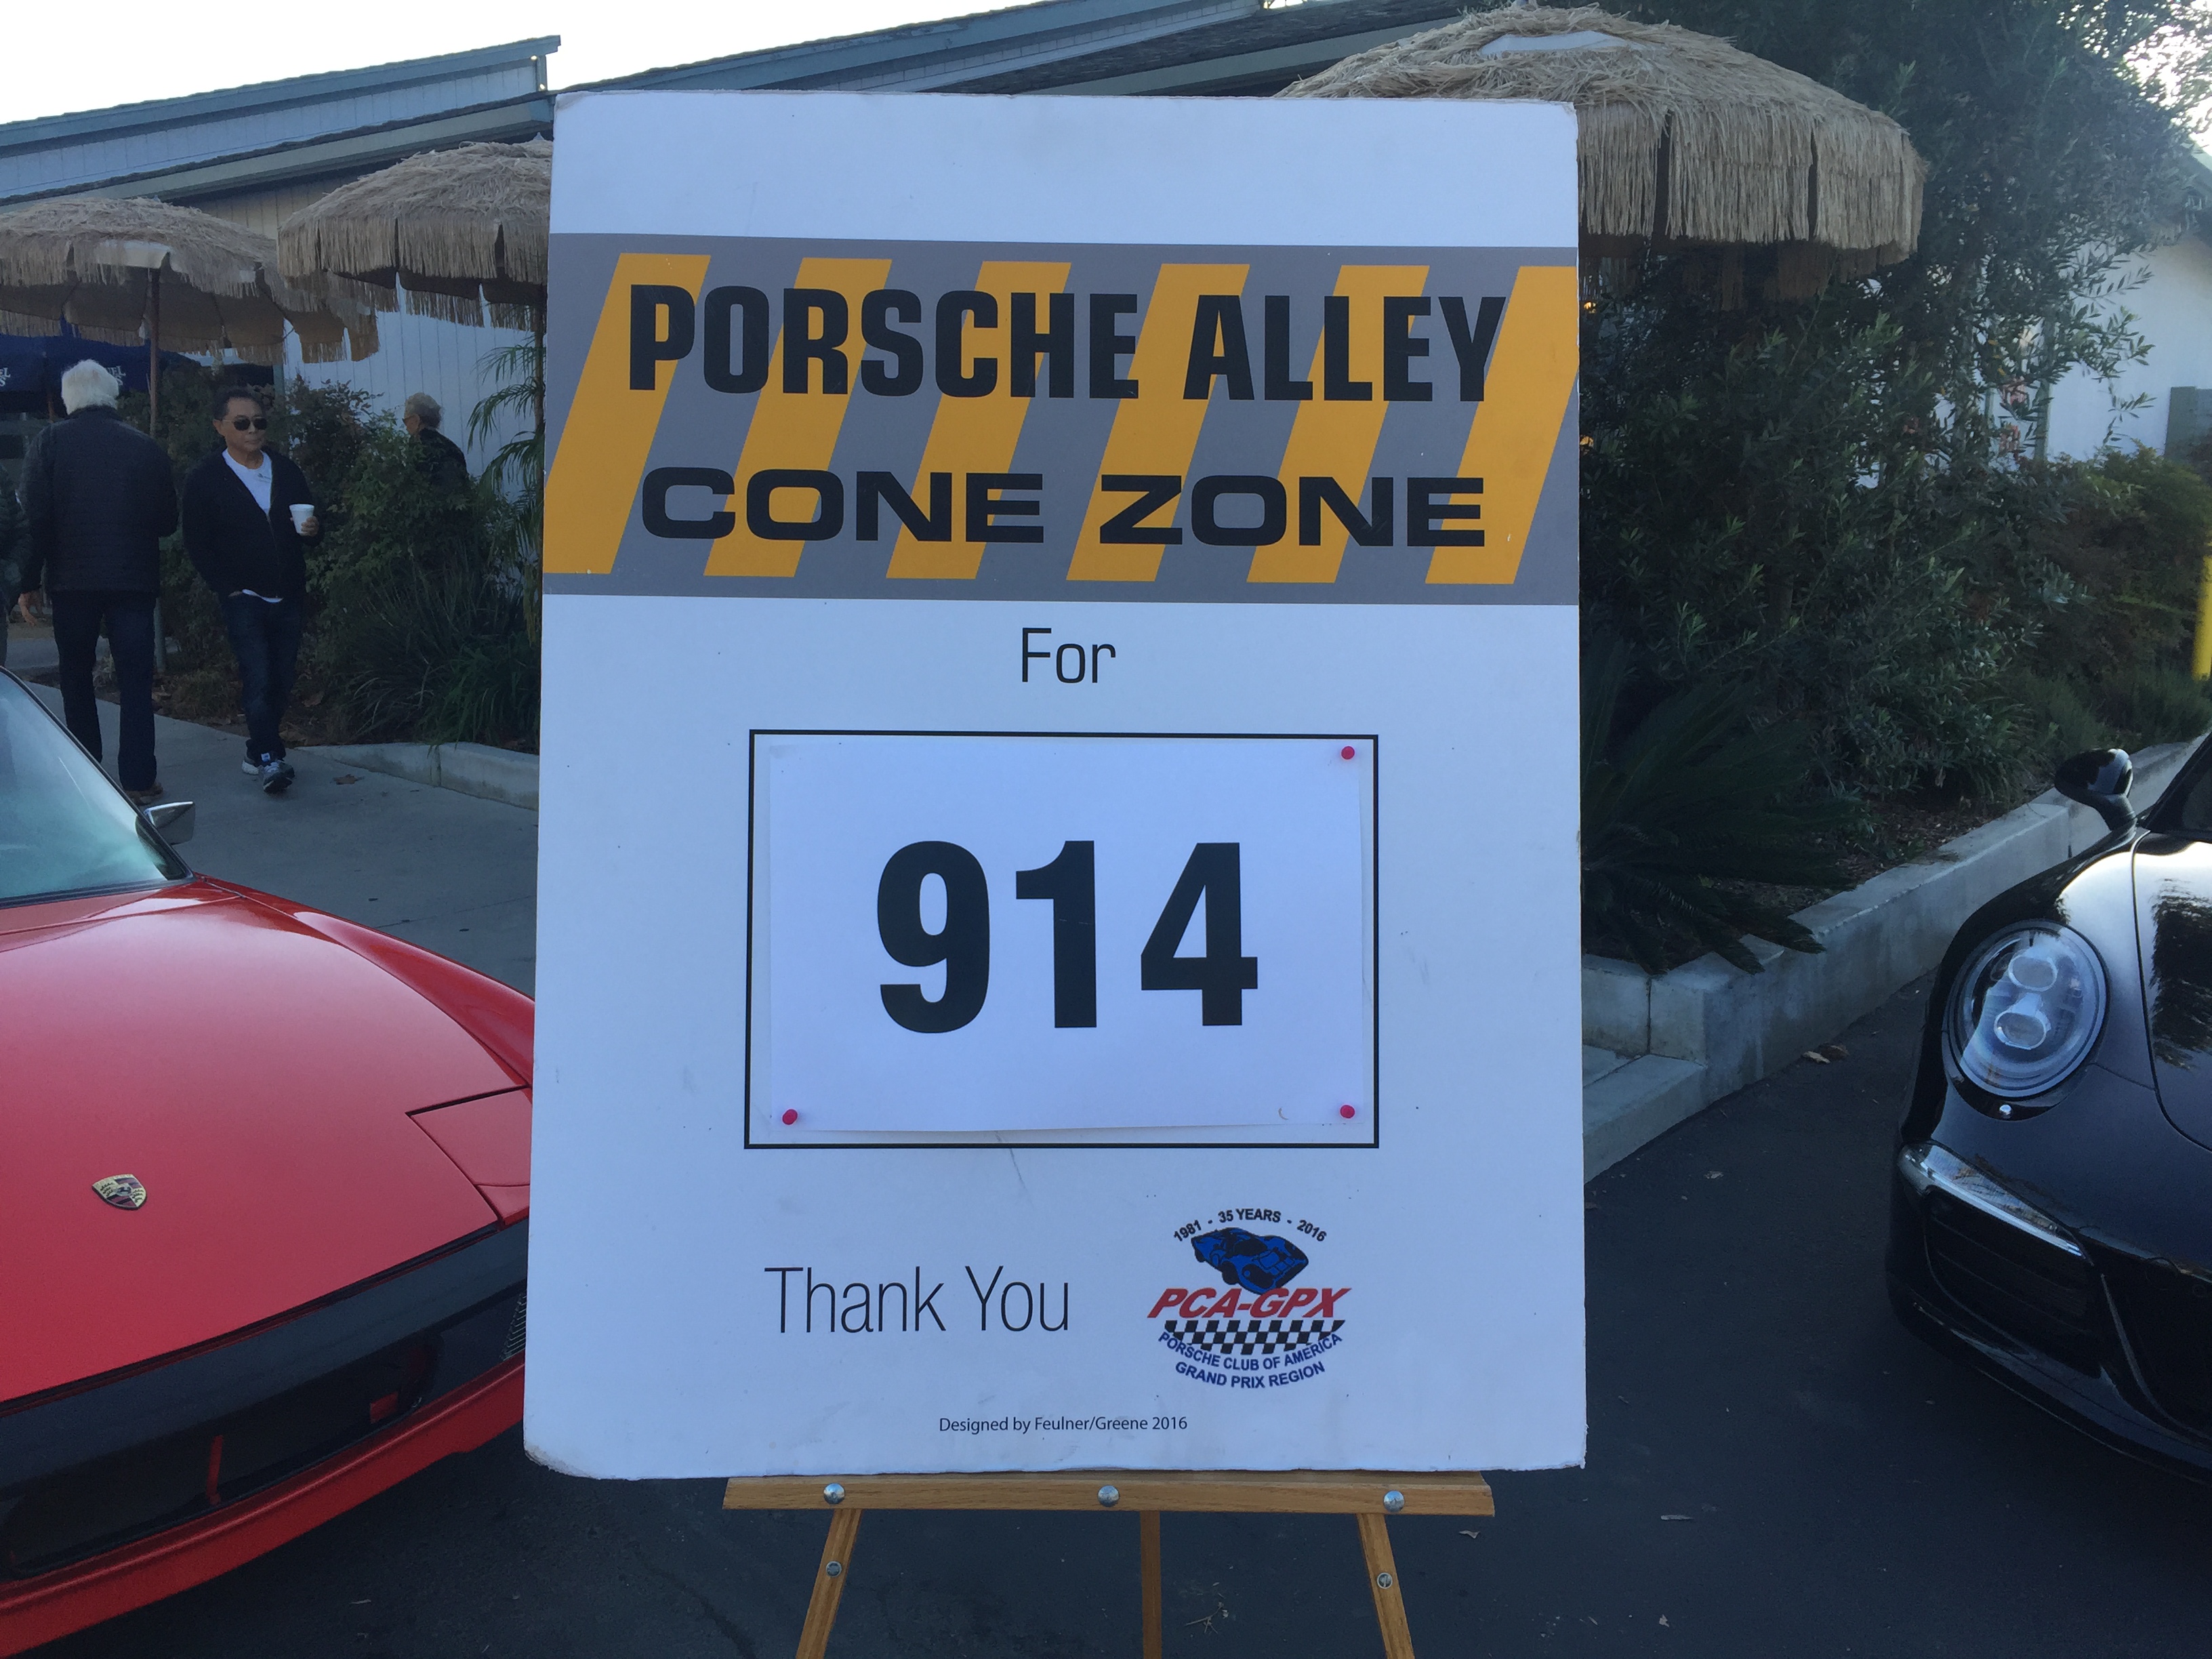 PORSCHE ALLEY
CONE ZONE
For
914
Thank You
1981 - 35 YEARS - 2016
PCA-GPX
PORSCHE CLUB OF AMERICA
GRAND PRIX REGION
Designed by Feulner/Greene 2016